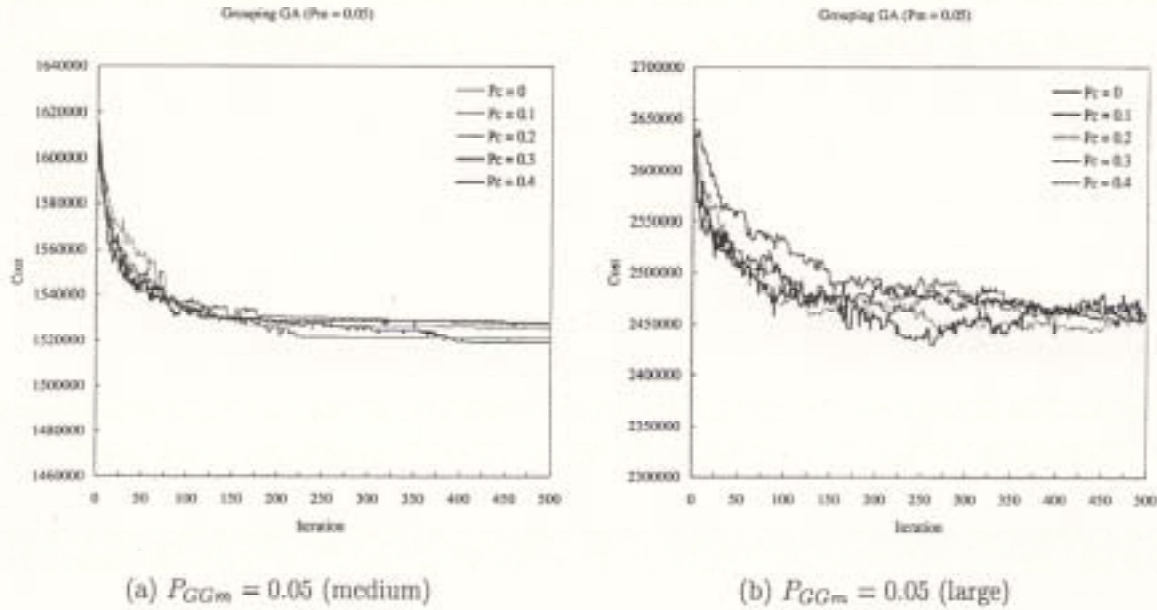 Grouping GA (Pm = 0.05)
1640000
1620000
1600000
1580000
1560000
1540000
1520000
1500000
1480000
1460000
Cost
Pc = 0
Pc = 0.1
Pc = 0.2
Pc = 0.3
Pc = 0.4
0 50 100 150 200 250 300 350 400 450 500
Iteration
(a) P_{GGm} = 0.05 (medium)
Grouping GA (Pm = 0.05)
2700000
2650000
2600000
2550000
2500000
2450000
2400000
2350000
2300000
Cost
Pc = 0
Pc = 0.1
Pc = 0.2
Pc = 0.3
Pc = 0.4
0 50 100 150 200 250 300 350 400 450 500
Iteration
(b) P_{GGm} = 0.05 (large)